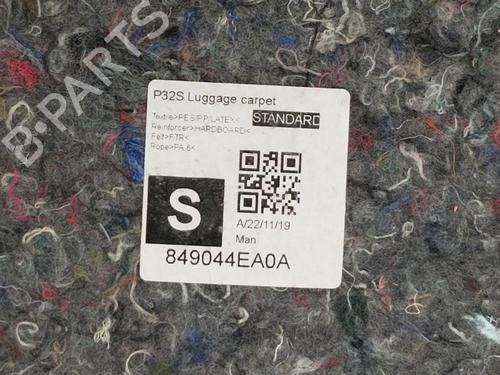 B-PARTS
P32S Luggage carpet
Textile>PES/PP/LATEX<
STANDARD
Reinforcer>HARDBOARD<
Felt>FTR<
Rope>PA.6<
S
A/22/11/19
Man
849044EA0A